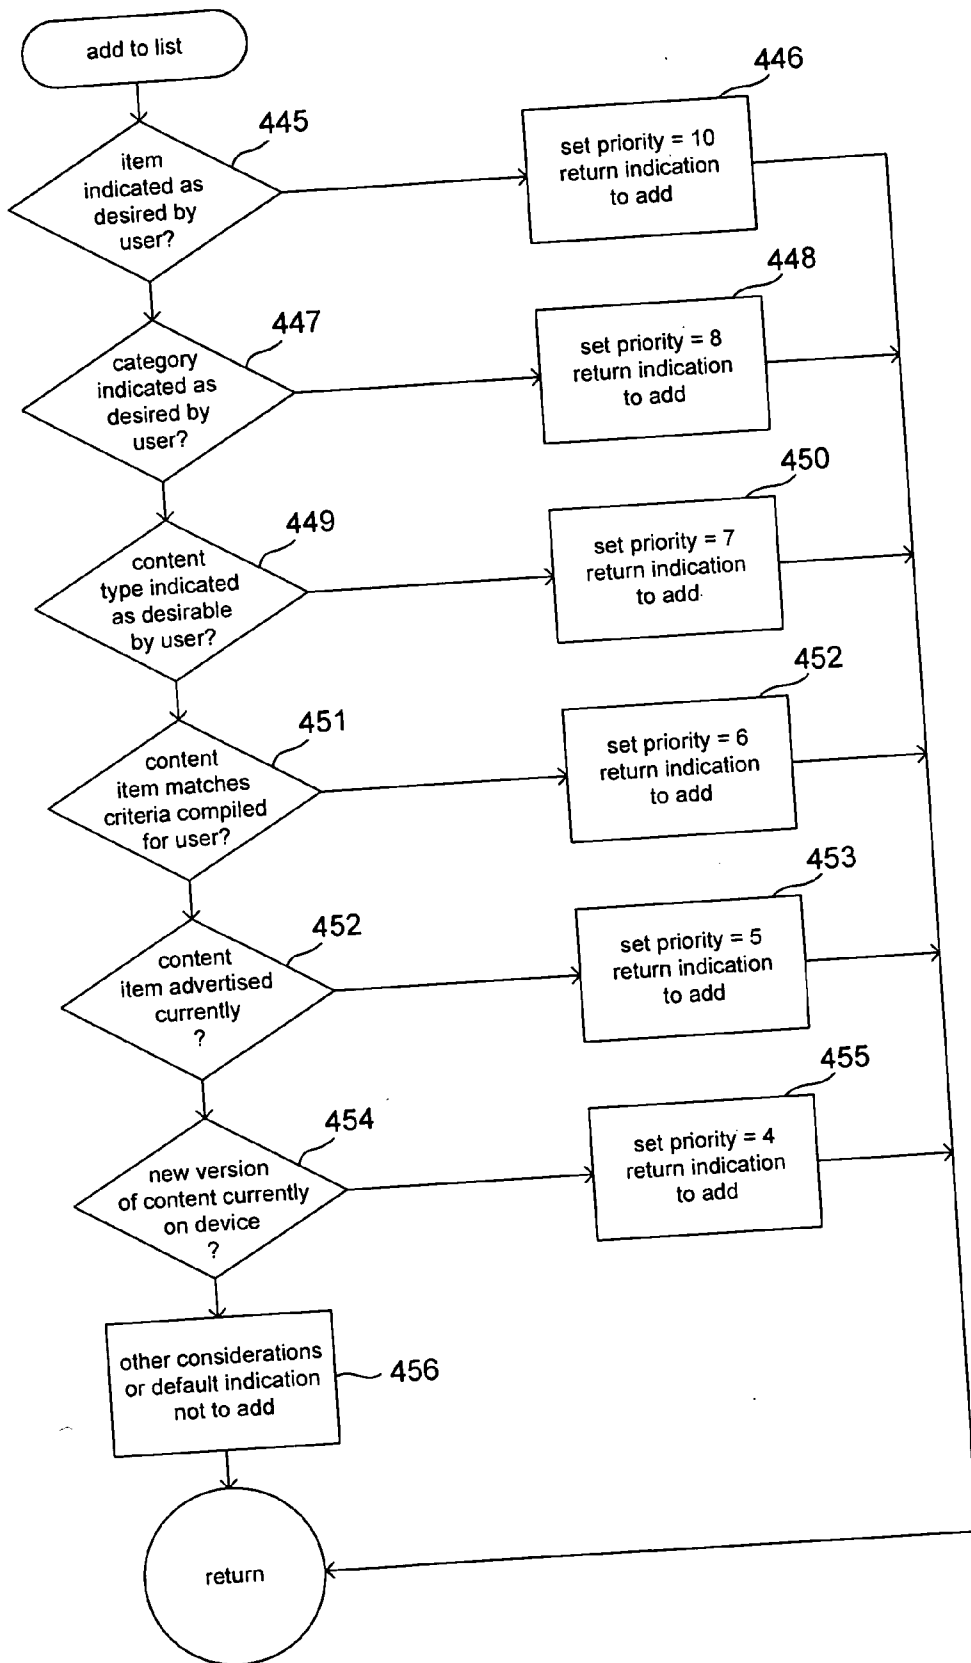 add to list
445
item
indicated as
desired by
user?
446
set priority = 10
return indication
to add
447
category
indicated as
desired by
user?
448
set priority = 8
return indication
to add
449
content
type indicated
as desirable
by user?
450
set priority = 7
return indication
to add
451
content
item matches
criteria compiled
for user?
452
set priority = 6
return indication
to add
452
content
item advertised
currently
?
453
set priority = 5
return indication
to add
454
new version
of content currently
on device
?
455
set priority = 4
return indication
to add
other considerations
or default indication
not to add
456
return